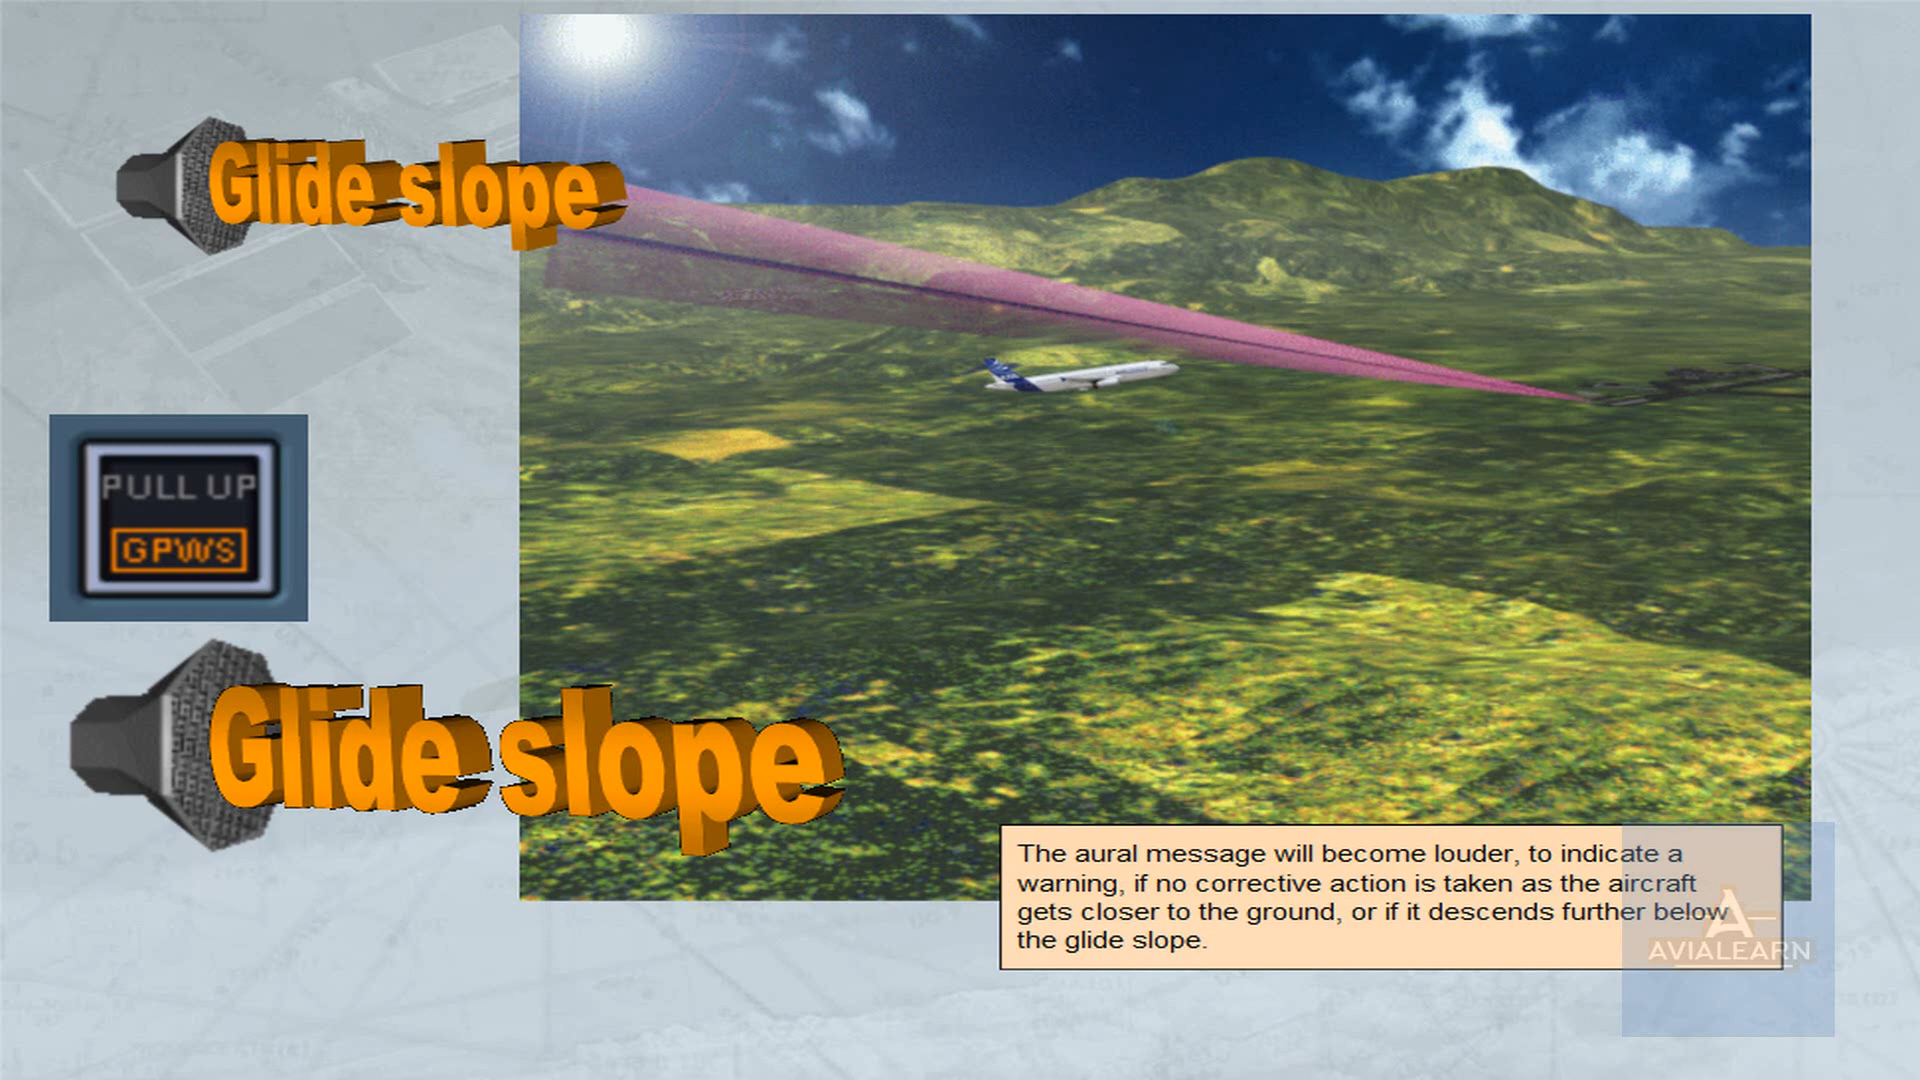 Glide slope
PULL UP
GPWS
Glide slope
The aural message will become louder, to indicate a
warning, if no corrective action is taken as the aircraft
gets closer to the ground, or if it descends further below
the glide slope.
AVIALEARN